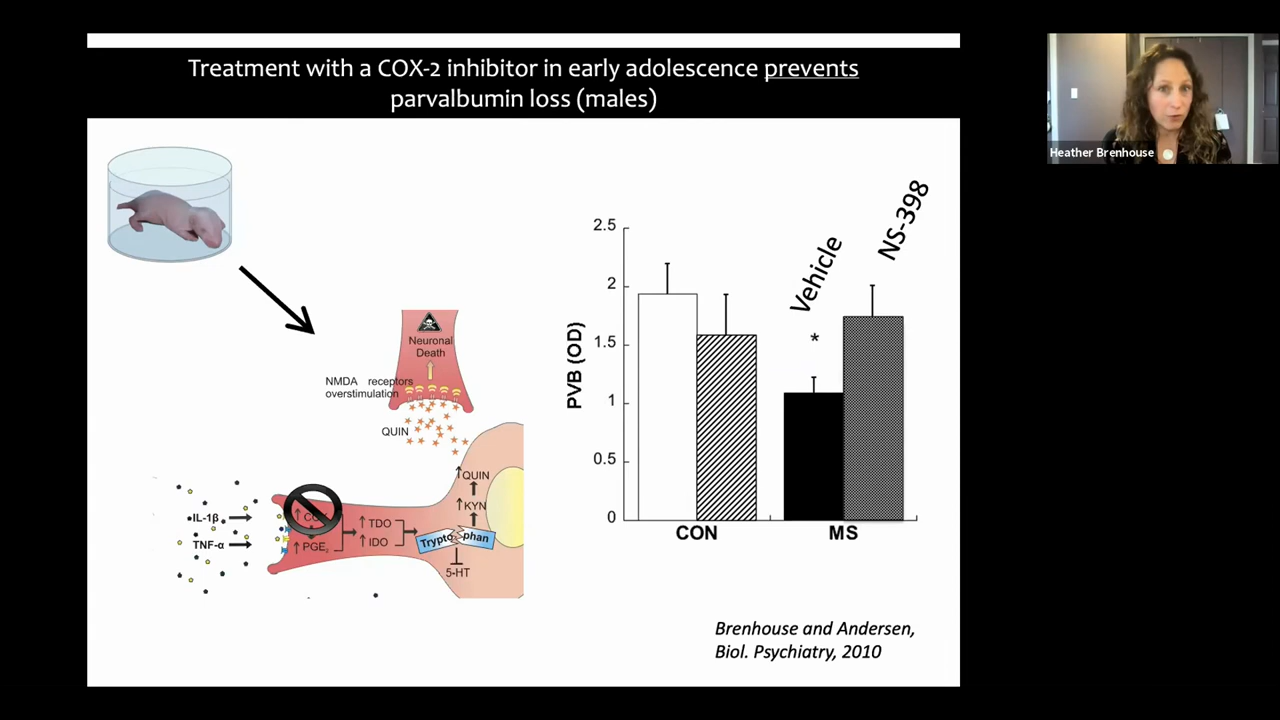 Treatment with a COX-2 inhibitor in early adolescence prevents
parvalbumin loss (males)
Heather Brenhouse
Neuronal
Death
NMDA receptors
overstimulation
QUIN
↑QUIN
↑KYN
IL-1β
TNF-α
↑PGE₂
↑TDO
↑IDO
Trypto phan
5-HT
PVB (OD)
2.5
2
1.5
1
0.5
0
Vehicle
NS-398
*
CON
MS
Brenhouse and Andersen,
Biol. Psychiatry, 2010